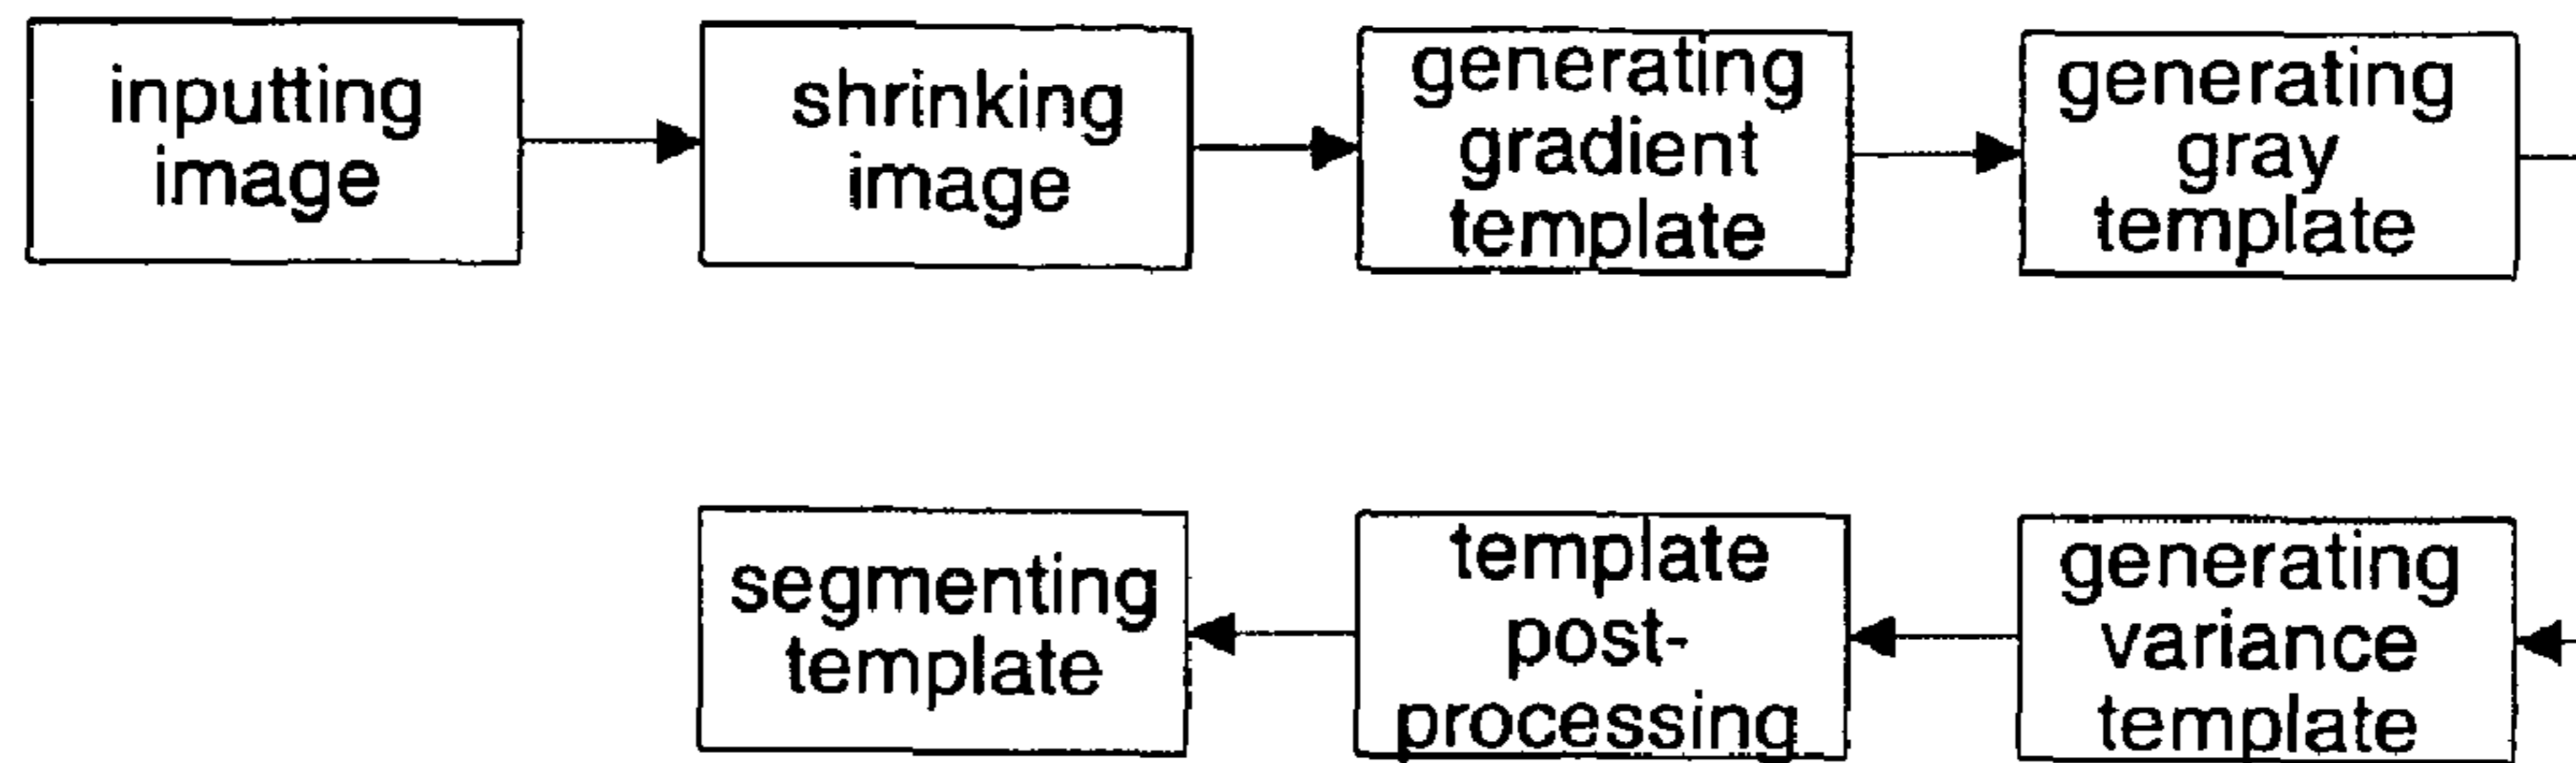 inputting
image
shrinking
image
generating
gradient
template
generating
gray
template
generating
variance
template
template
post-
processing
segmenting
template